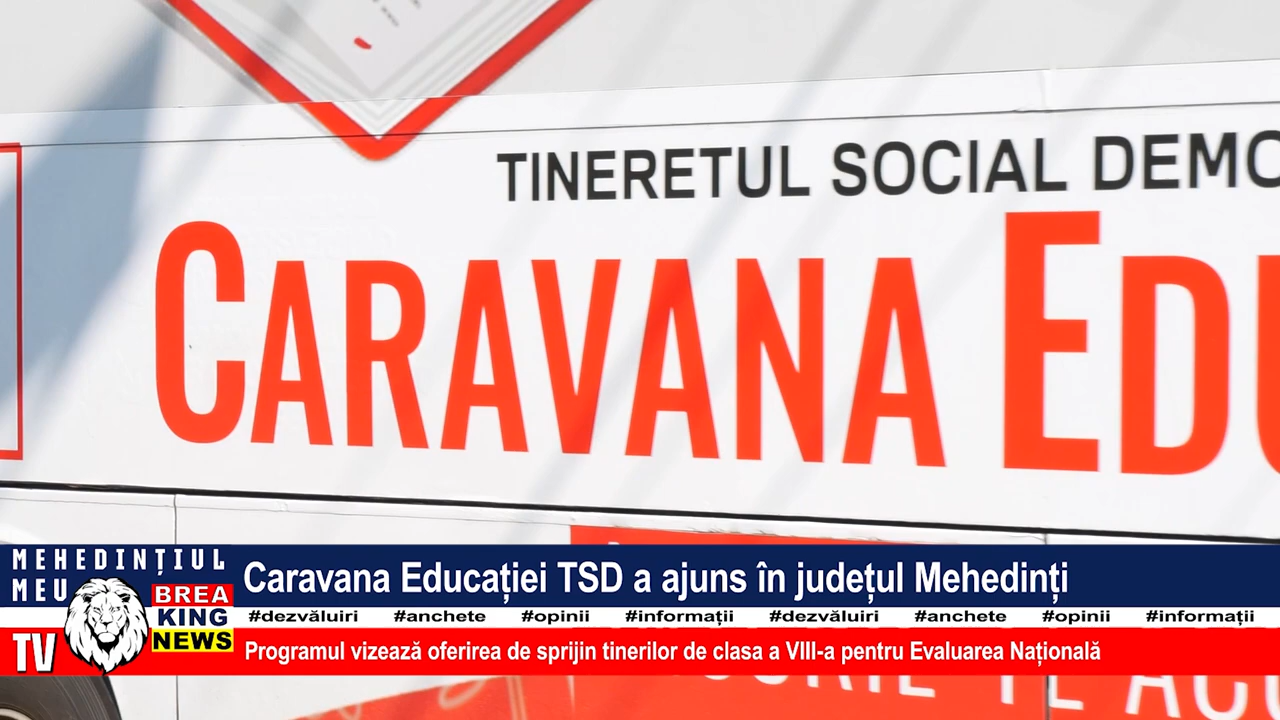 TINERETUL SOCIAL DEMO
CARAVANA EDU
MEHEDINȚIUL
MEU
TV
BREA
KING
NEWS
Caravana Educației TSD a ajuns în județul Mehedinți
#dezvăluiri #anchete #opinii #informații #dezvăluiri #anchete #opinii #informații
Programul vizează oferirea de sprijin tinerilor de clasa a VIII-a pentru Evaluarea Națională
TE ACU